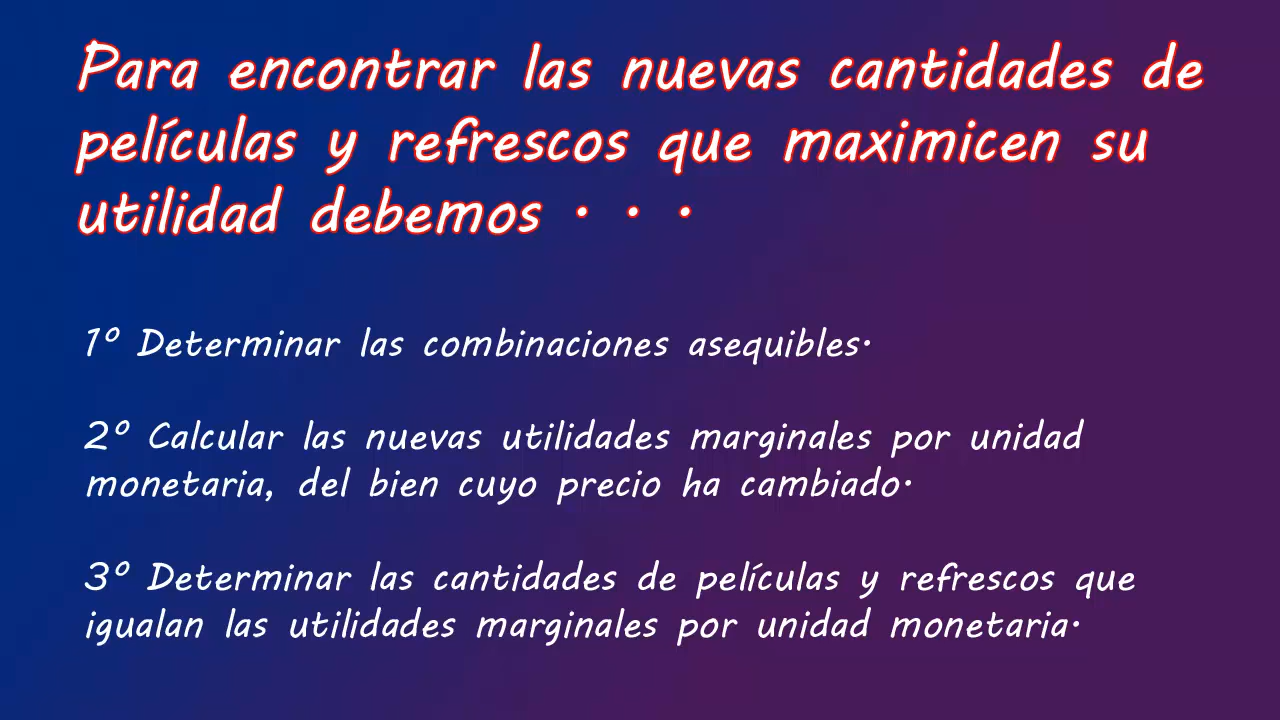 Para encontrar las nuevas cantidades de
películas y refrescos que maximicen su
utilidad debemos . . .
1º Determinar las combinaciones asequibles.
2º Calcular las nuevas utilidades marginales por unidad
monetaria, del bien cuyo precio ha cambiado.
3º Determinar las cantidades de películas y refrescos que
igualan las utilidades marginales por unidad monetaria.